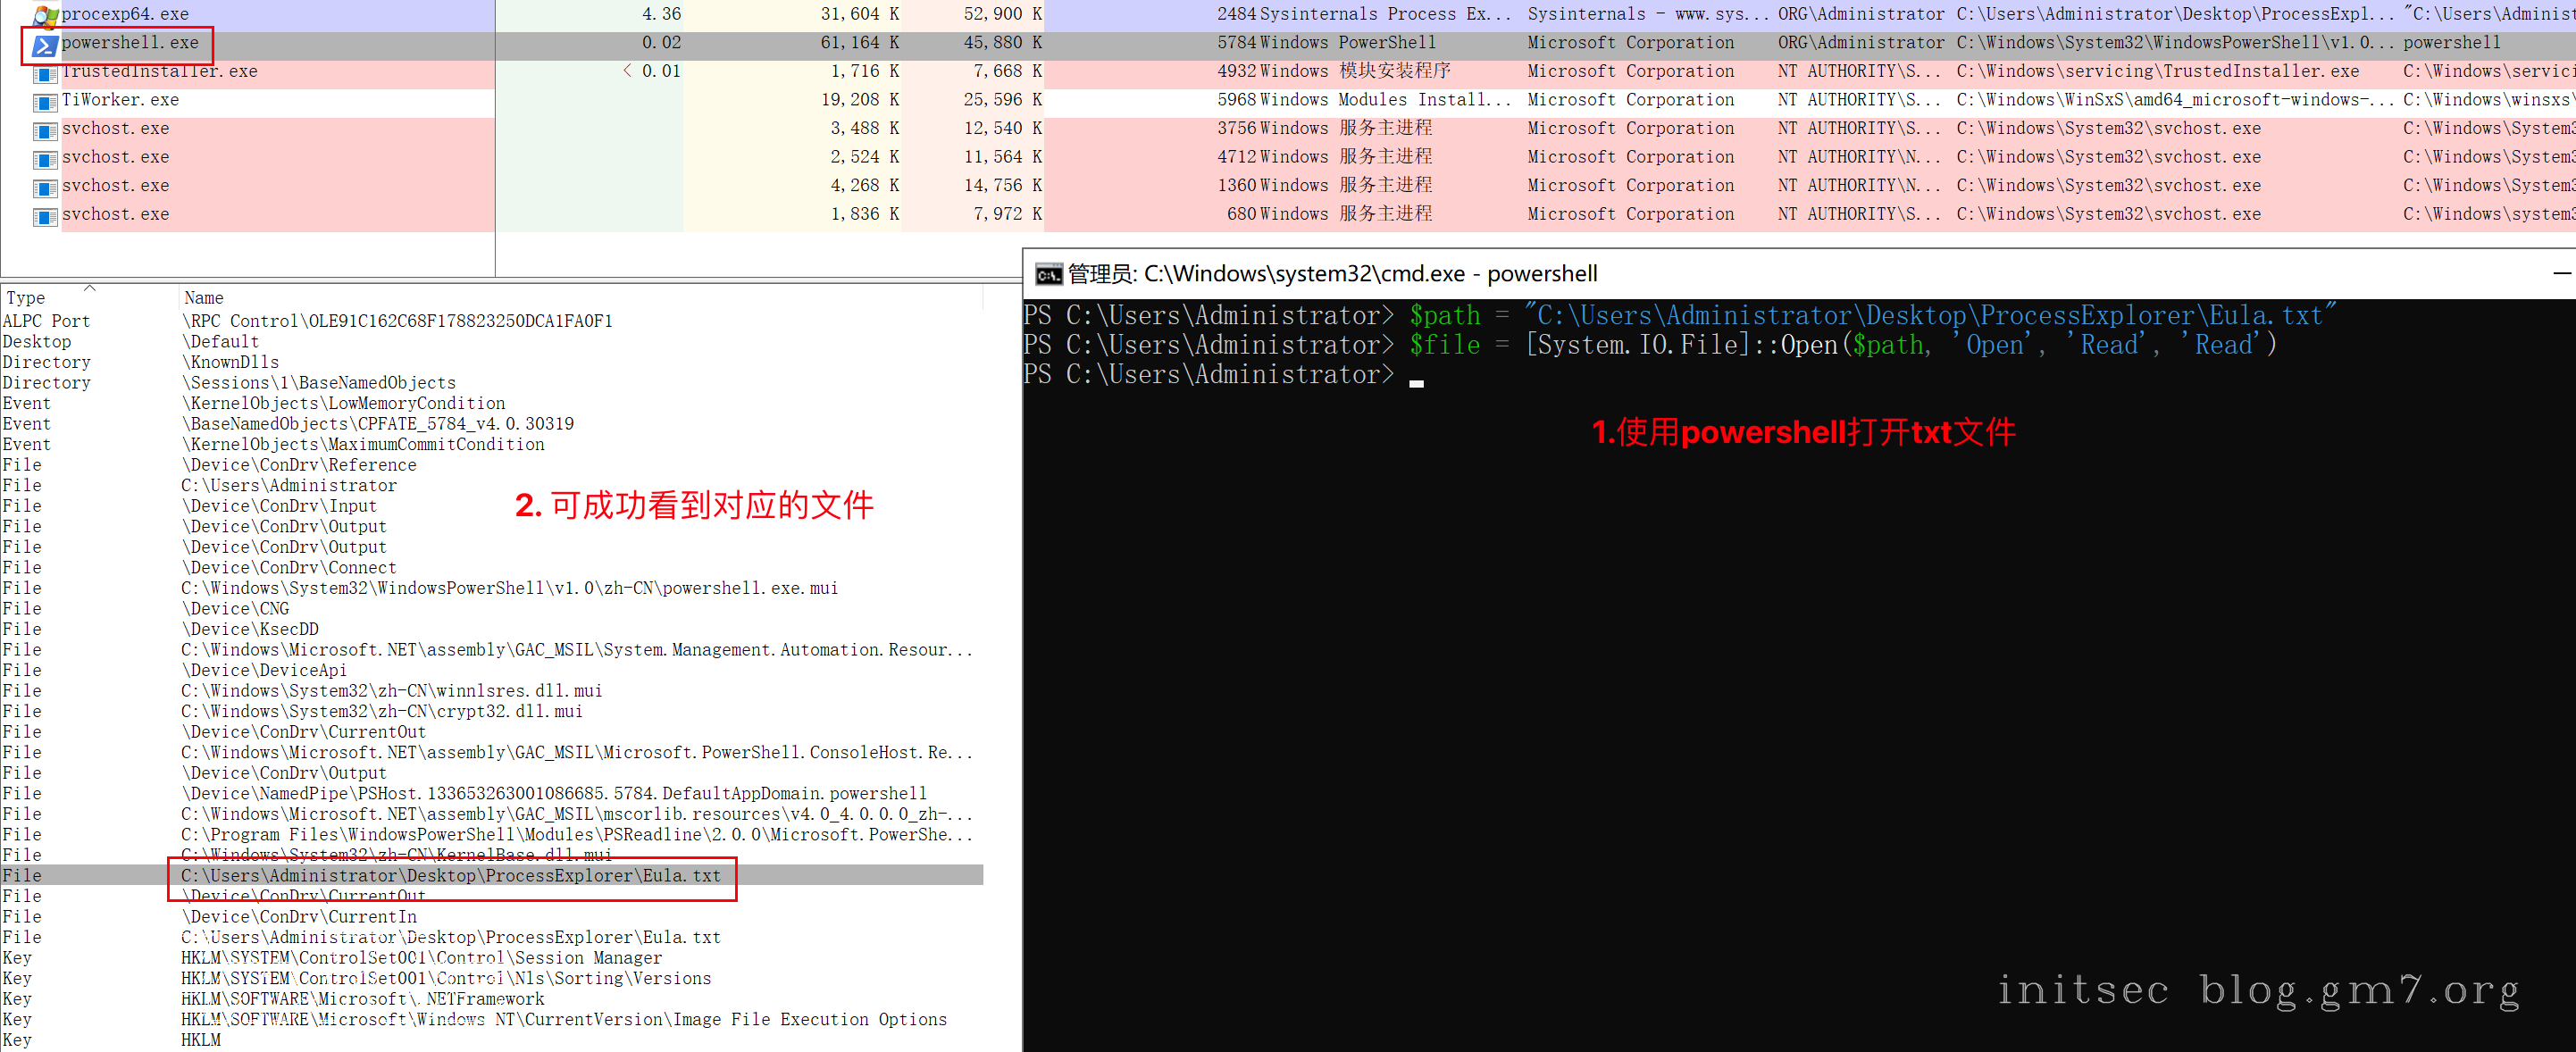 procexp64.exe 4.36 31,604 K 52,900 K 2484 Sysinternals Process Ex... Sysinternals - www.sys... ORG\Administrator C:\Users\Administrator\Desktop\ProcessExpl... "C:\Users\Administ
powershell.exe 0.02 61,164 K 45,880 K 5784 Windows PowerShell Microsoft Corporation ORG\Administrator C:\Windows\System32\WindowsPowerShell\v1.0... powershell
TrustedInstaller.exe < 0.01 1,716 K 7,668 K 4932 Windows 模块安装程序 Microsoft Corporation NT AUTHORITY\S... C:\Windows\servicing\TrustedInstaller.exe C:\Windows\servici
TiWorker.exe 19,208 K 25,596 K 5968 Windows Modules Install... Microsoft Corporation NT AUTHORITY\S... C:\Windows\WinSxS\amd64_microsoft-windows-... C:\Windows\winsxs\
svchost.exe 3,488 K 12,540 K 3756 Windows 服务主进程 Microsoft Corporation NT AUTHORITY\S... C:\Windows\System32\svchost.exe C:\Windows\System3
svchost.exe 2,524 K 11,564 K 4712 Windows 服务主进程 Microsoft Corporation NT AUTHORITY\N... C:\Windows\System32\svchost.exe C:\Windows\System3
svchost.exe 4,268 K 14,756 K 1360 Windows 服务主进程 Microsoft Corporation NT AUTHORITY\N... C:\Windows\System32\svchost.exe C:\Windows\System3
svchost.exe 1,836 K 7,972 K 680 Windows 服务主进程 Microsoft Corporation NT AUTHORITY\S... C:\Windows\System32\svchost.exe C:\Windows\system3
Type Name
ALPC Port \RPC Control\OLE91C162C68F178823250DCA1FA0F1
Desktop \Default
Directory \KnownDlls
Directory \Sessions\1\BaseNamedObjects
Event \KernelObjects\LowMemoryCondition
Event \BaseNamedObjects\CPFATE_5784_v4.0.30319
Event \KernelObjects\MaximumCommitCondition
File \Device\ConDrv\Reference
File C:\Users\Administrator
File \Device\ConDrv\Input
File \Device\ConDrv\Output
File \Device\ConDrv\Output
File \Device\ConDrv\Connect
File C:\Windows\System32\WindowsPowerShell\v1.0\zh-CN\powershell.exe.mui
File \Device\CNG
File \Device\KsecDD
File C:\Windows\Microsoft.NET\assembly\GAC_MSIL\System.Management.Automation.Resour...
File \Device\DeviceApi
File C:\Windows\System32\zh-CN\winnlsres.dll.mui
File C:\Windows\System32\zh-CN\crypt32.dll.mui
File \Device\ConDrv\CurrentOut
File C:\Windows\Microsoft.NET\assembly\GAC_MSIL\Microsoft.PowerShell.ConsoleHost.Re...
File \Device\ConDrv\Output
File \Device\NamedPipe\PSHost.133653263001086685.5784.DefaultAppDomain.powershell
File C:\Windows\Microsoft.NET\assembly\GAC_MSIL\mscorlib.resources\v4.0_4.0.0.0_zh-...
File C:\Program Files\WindowsPowerShell\Modules\PSReadline\2.0.0\Microsoft.PowerShe...
File C:\Windows\System32\zh-CN\KernelBase.dll.mui
File C:\Users\Administrator\Desktop\ProcessExplorer\Eula.txt
File \Device\ConDrv\CurrentOut
File \Device\ConDrv\CurrentIn
File C:\Users\Administrator\Desktop\ProcessExplorer\Eula.txt
Key HKLM\SYSTEM\ControlSet001\Control\Session Manager
Key HKLM\SYSTEM\ControlSet001\Control\Nls\Sorting\Versions
Key HKLM\SOFTWARE\Microsoft\.NETFramework
Key HKLM\SOFTWARE\Microsoft\Windows NT\CurrentVersion\Image File Execution Options
Key HKLM
2. 可成功看到对应的文件
管理员: C:\Windows\system32\cmd.exe - powershell
PS C:\Users\Administrator> $path = "C:\Users\Administrator\Desktop\ProcessExplorer\Eula.txt"
PS C:\Users\Administrator> $file = [System.IO.File]::Open($path, 'Open', 'Read', 'Read')
PS C:\Users\Administrator>
1.使用powershell打开txt文件
initsec blog.gm7.org